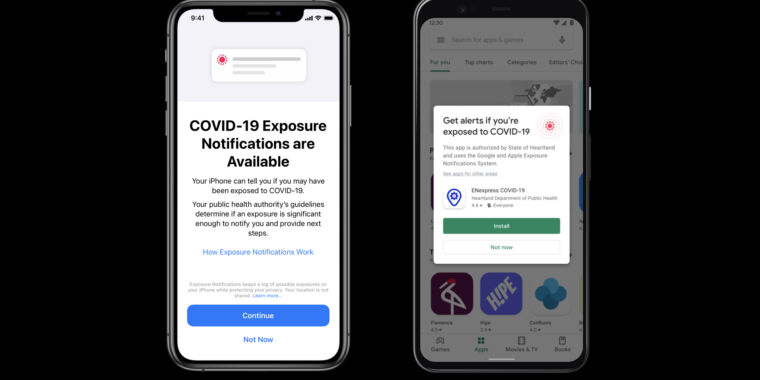 9:41
COVID-19 Exposure
Notifications are
Available
Your iPhone can tell you if you may have
been exposed to COVID-19.
Your public health authority's guidelines
determine if an exposure is significant
enough to notify you and provide next
steps.
How Exposure Notifications Work
Exposure Notifications keeps a log of possible exposures on
your iPhone while protecting your privacy. Your location is not
shared. Learn more...
Continue
Not Now
12:30
Search for apps & games
For you
Top charts
Categories
Editors' Choi
Get alerts if you're
exposed to COVID-19
This app is authorized by State of Heartland
and uses the Google and Apple Exposure
Notifications System.
See apps for other areas
ENexpress COVID-19
Heartland Department of Public Health
4.6 ★ Everyone
Install
Not now
P
T
HIPE
Flamenca
Hipe
Conflux
4.0 ★
Games
Apps
Movies & TV
Books